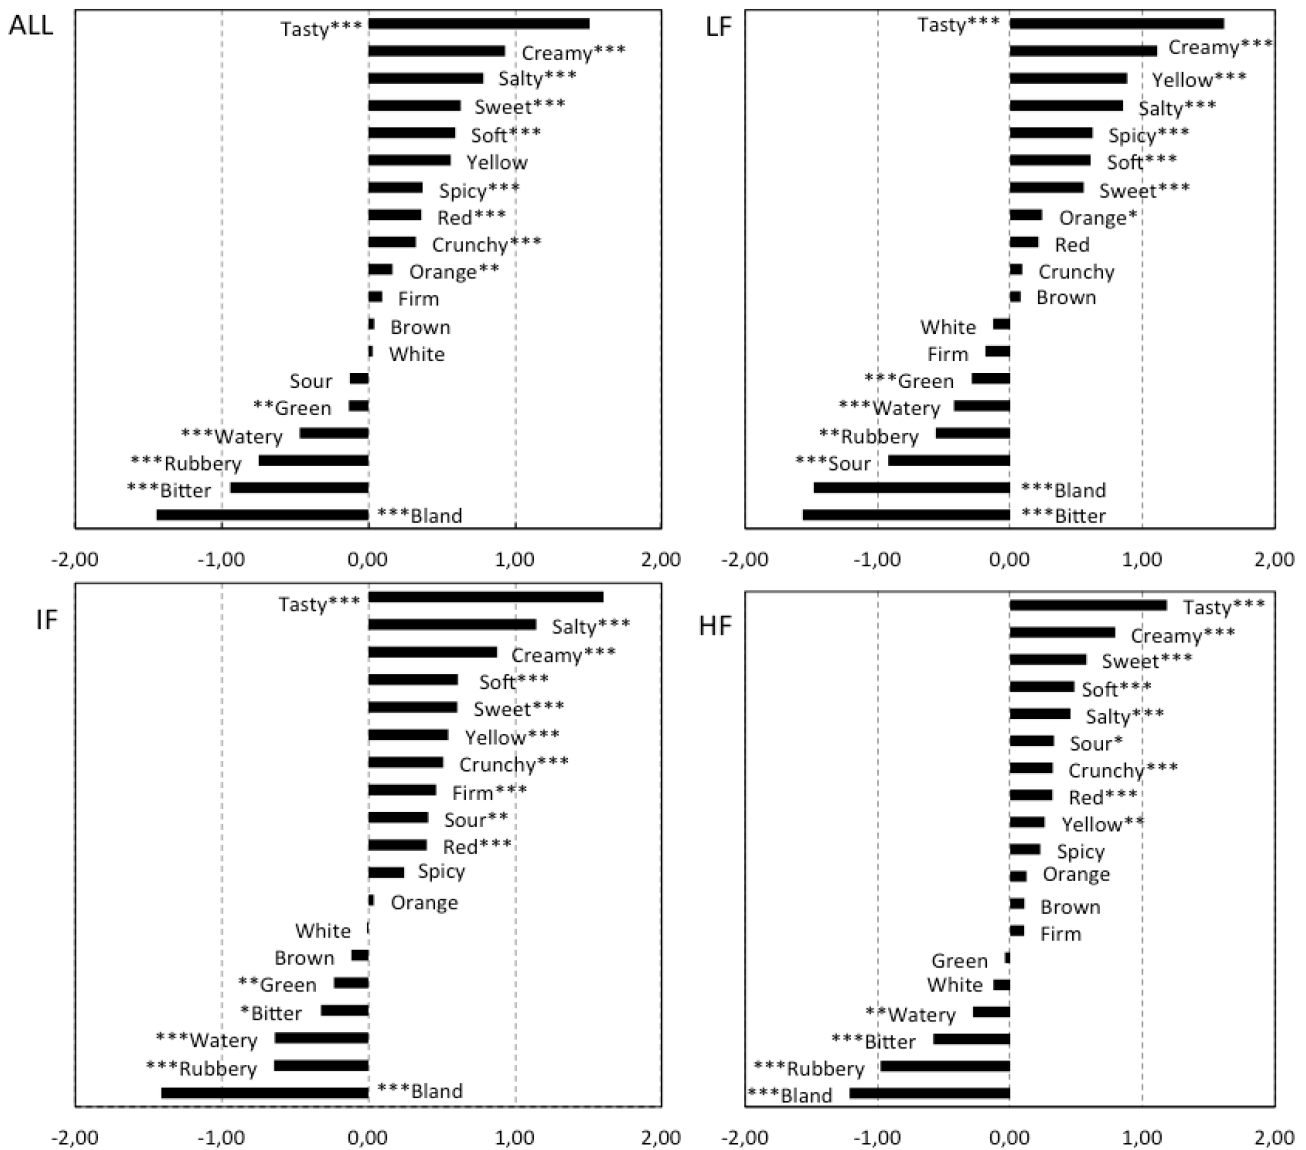 ALL
Tasty***
Creamy***
Salty***
Sweet***
Soft***
Yellow
Spicy***
Red***
Crunchy***
Orange**
Firm
Brown
White
Sour
**Green
***Watery
***Rubbery
***Bitter
***Bland
-2,00 -1,00 0,00 1,00 2,00
LF
Tasty***
Creamy***
Yellow***
Salty***
Spicy***
Soft***
Sweet***
Orange*
Red
Crunchy
Brown
White
Firm
***Green
***Watery
**Rubbery
***Sour
***Bland
***Bitter
-2,00 -1,00 0,00 1,00 2,00
IF
Tasty***
Salty***
Creamy***
Soft***
Sweet***
Yellow***
Crunchy***
Firm***
Sour**
Red***
Spicy
Orange
White
Brown
**Green
*Bitter
***Watery
***Rubbery
***Bland
-2,00 -1,00 0,00 1,00 2,00
HF
Tasty***
Creamy***
Sweet***
Soft***
Salty***
Sour*
Crunchy***
Red***
Yellow**
Spicy
Orange
Brown
Firm
Green
White
**Watery
***Bitter
***Rubbery
***Bland
-2,00 -1,00 0,00 1,00 2,00